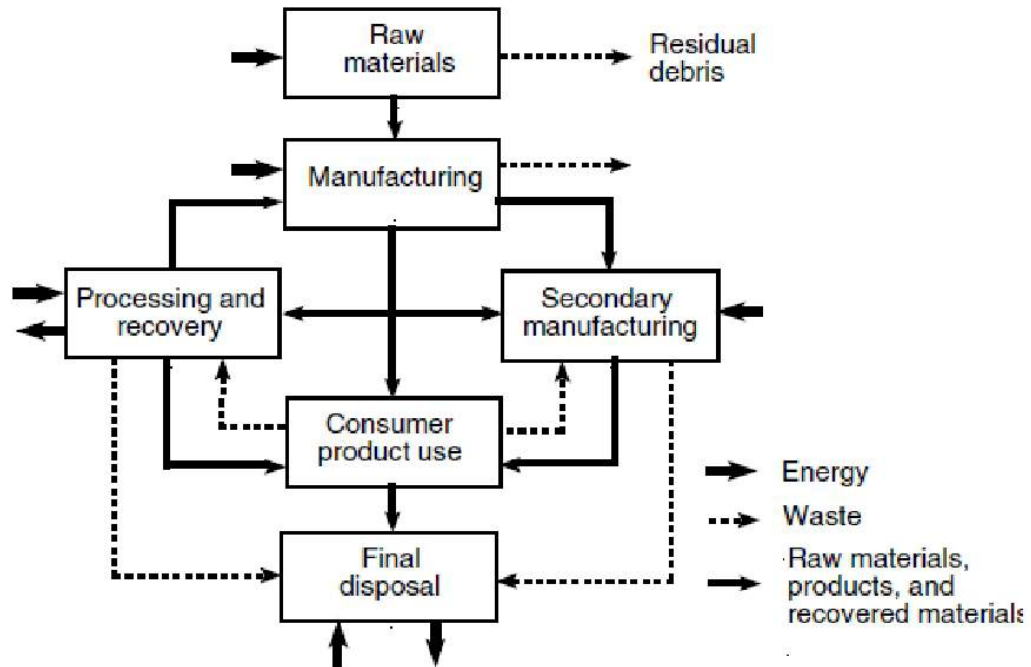 Raw
materials
Residual
debris
Manufacturing
Processing and
recovery
Secondary
manufacturing
Consumer
product use
Final
disposal
Energy
Waste
Raw materials,
products, and
recovered materials